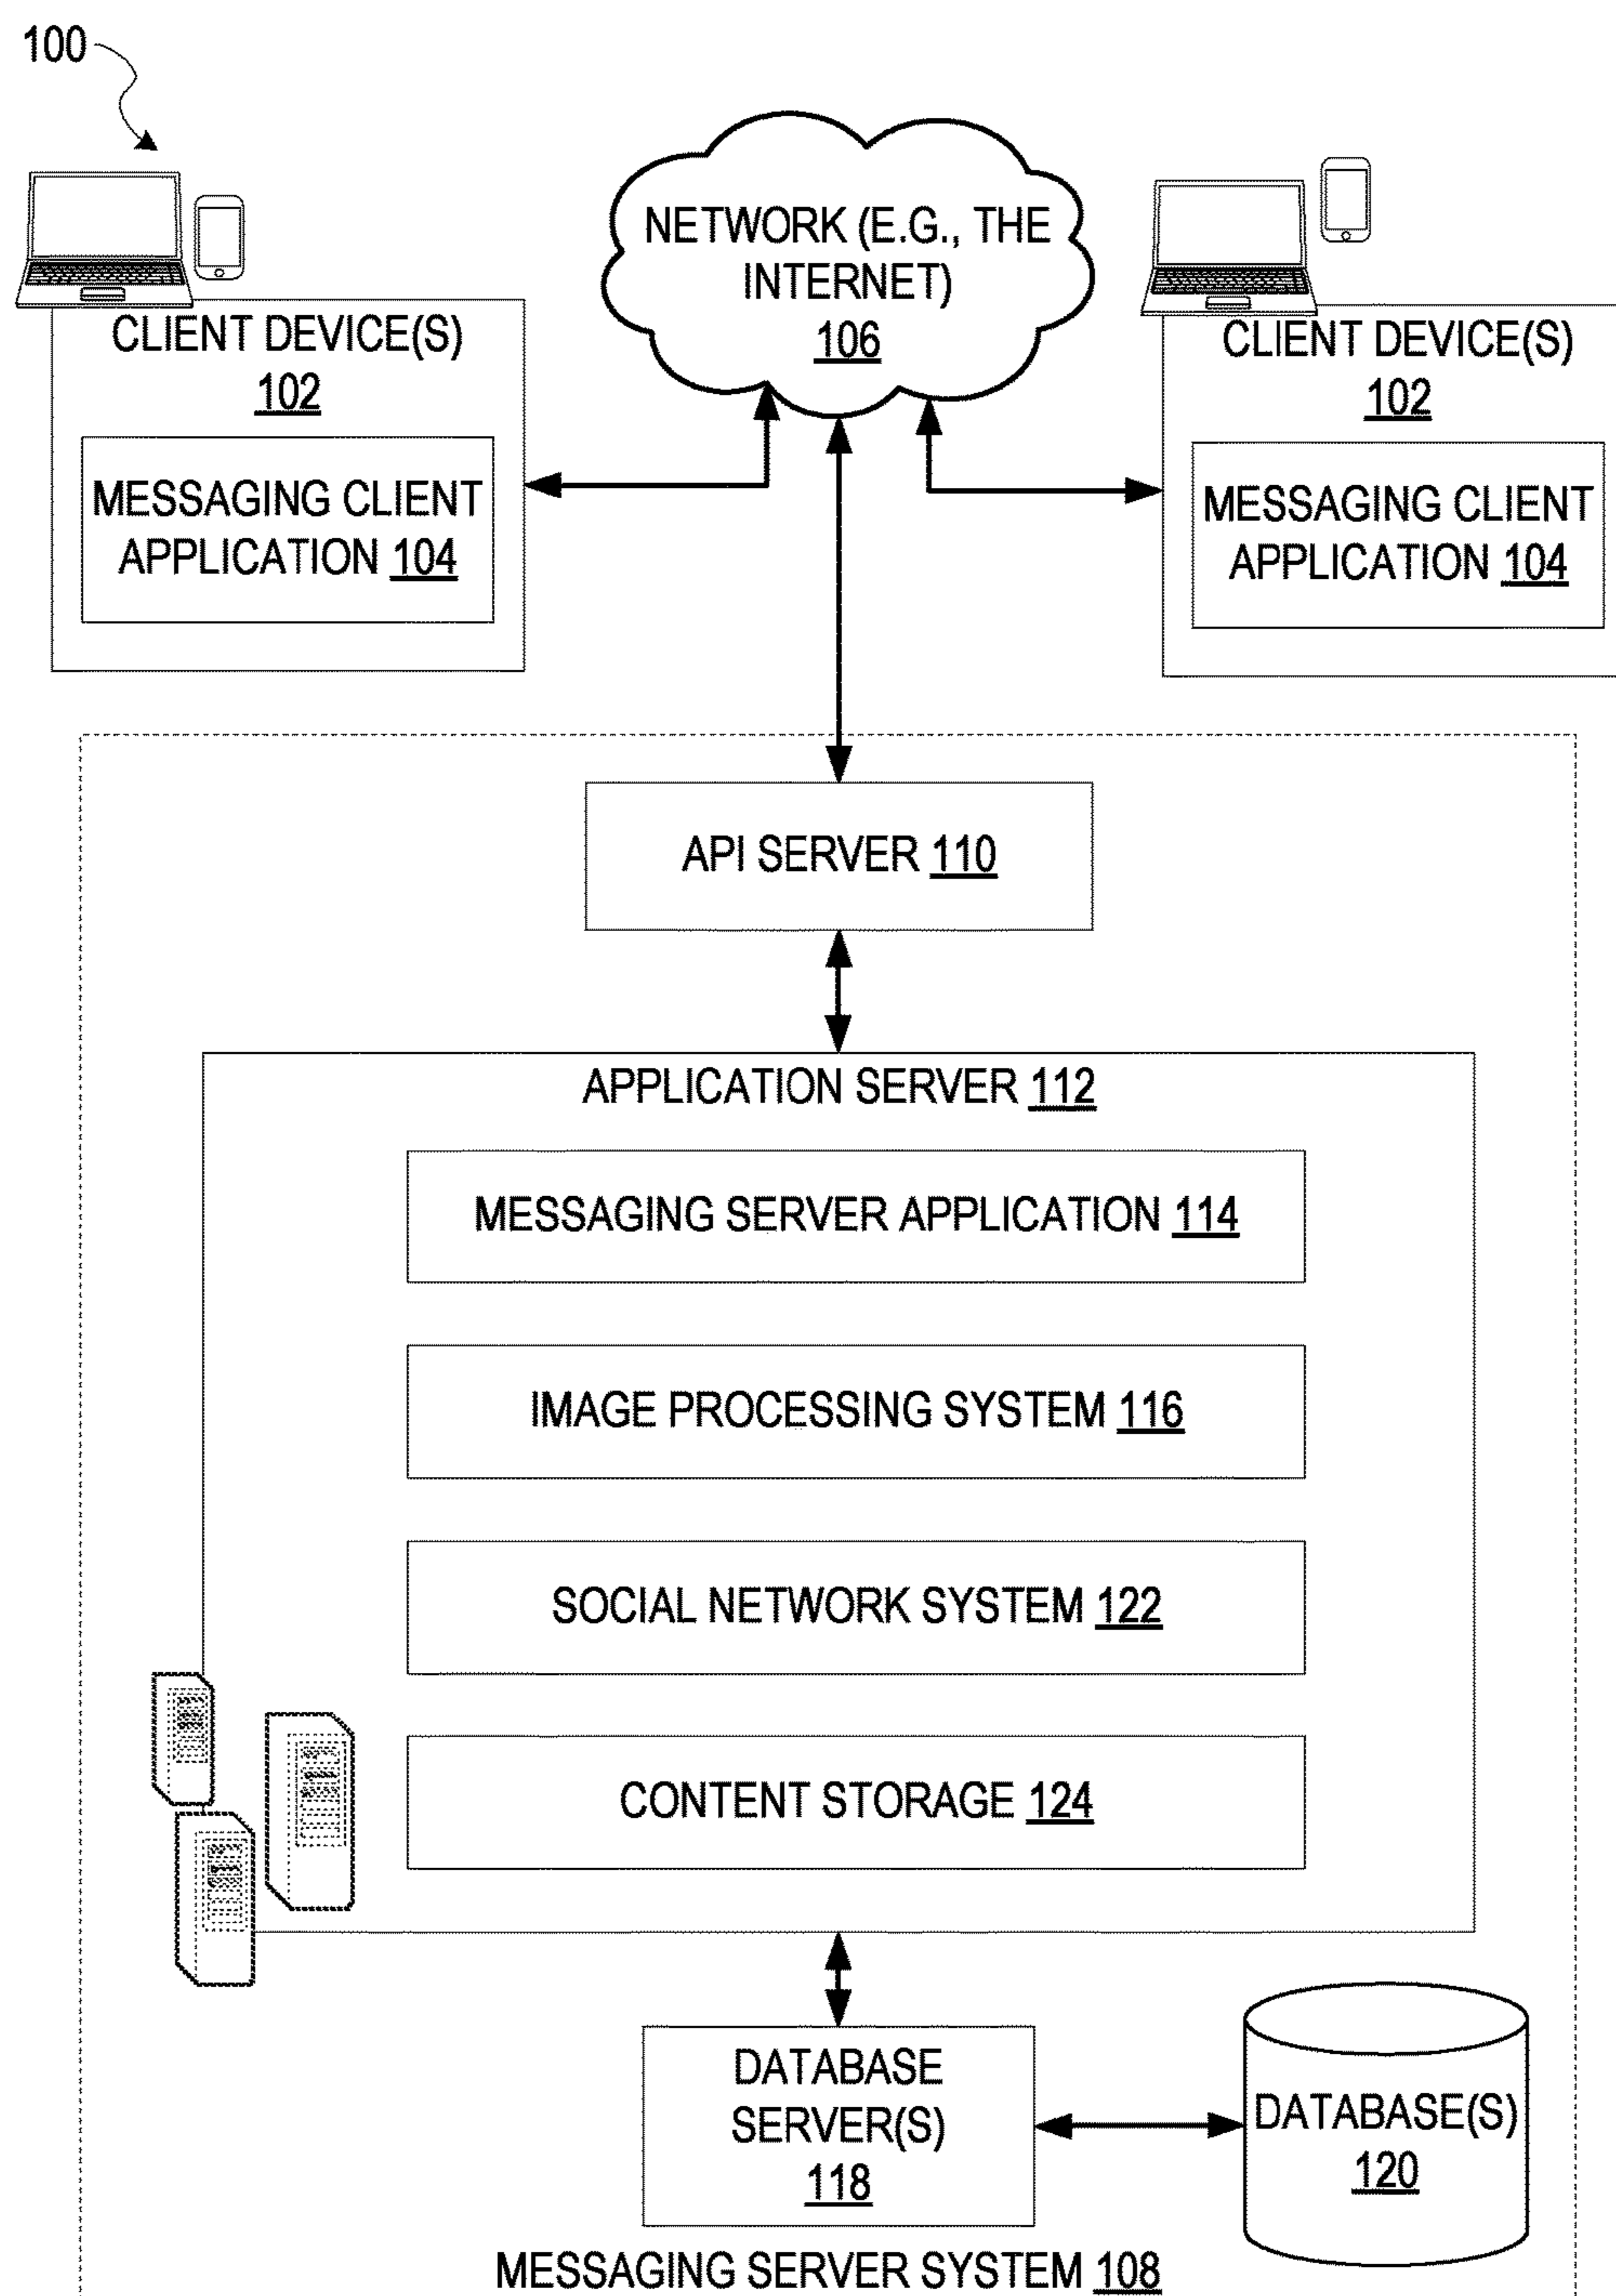 100
NETWORK (E.G., THE
INTERNET)
106
CLIENT DEVICE(S)
102
MESSAGING CLIENT
APPLICATION 104
CLIENT DEVICE(S)
102
MESSAGING CLIENT
APPLICATION 104
API SERVER 110
APPLICATION SERVER 112
MESSAGING SERVER APPLICATION 114
IMAGE PROCESSING SYSTEM 116
SOCIAL NETWORK SYSTEM 122
CONTENT STORAGE 124
DATABASE
SERVER(S)
118
DATABASE(S)
120
MESSAGING SERVER SYSTEM 108